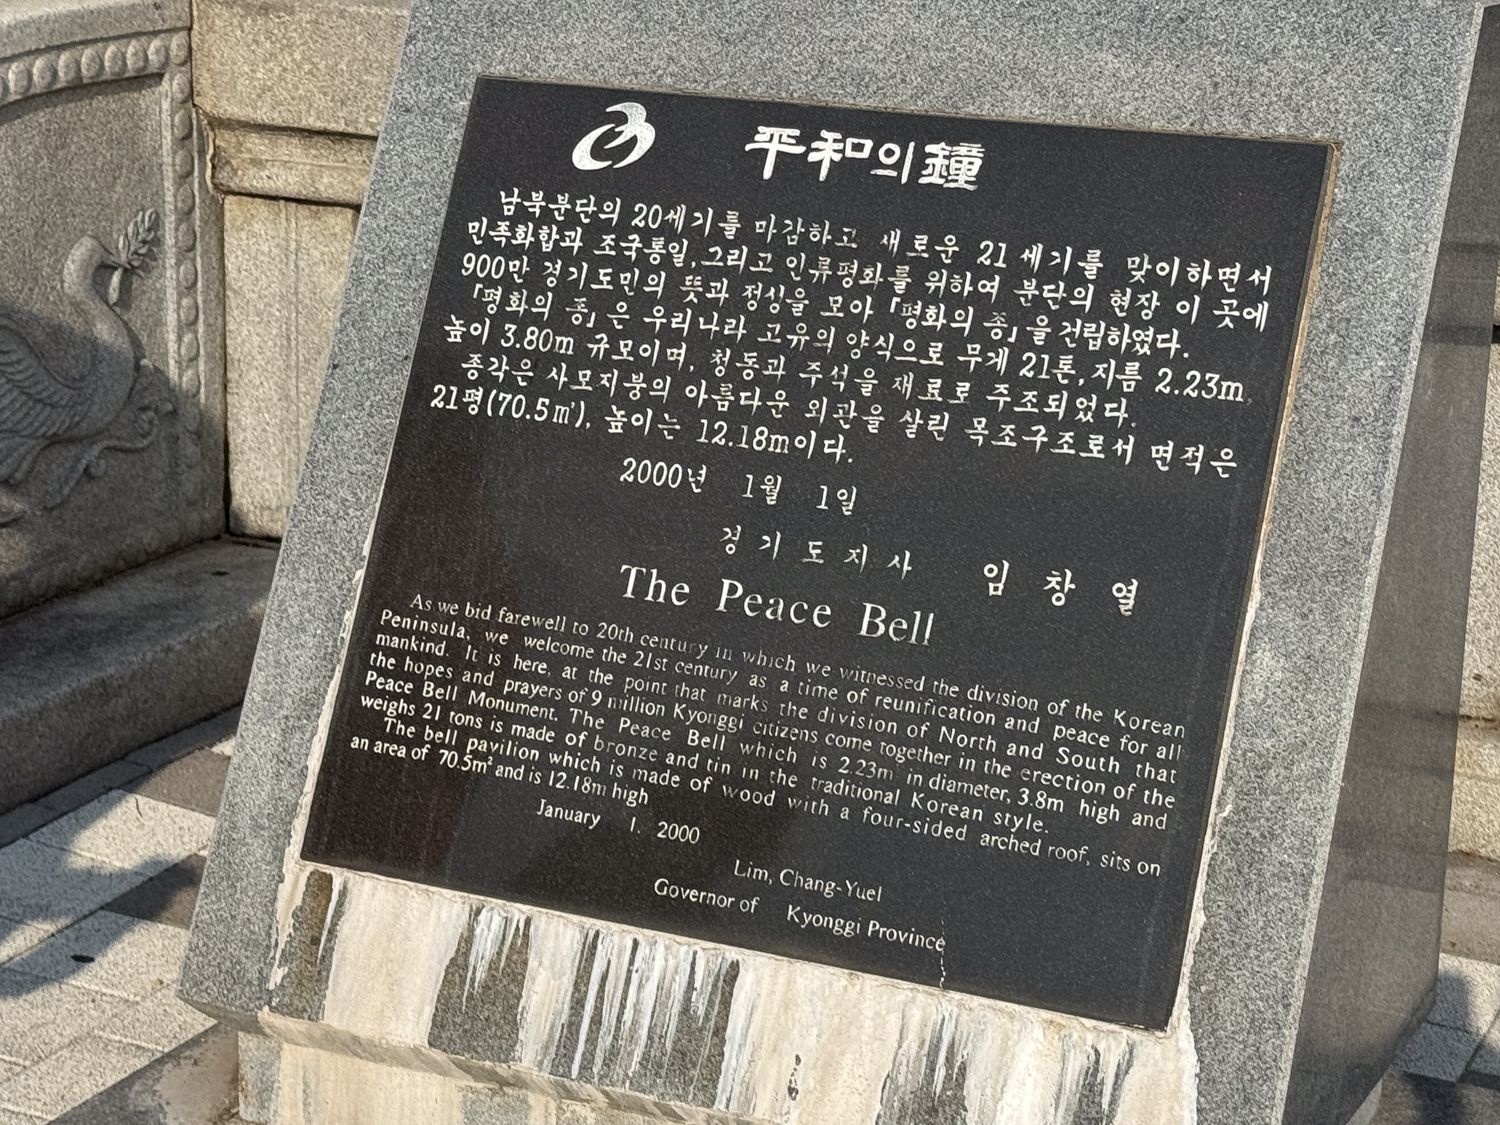 平和의 鐘
남북분단의 20세기를 마감하고 새로운 21세기를 맞이하면서
민족화합과 조국통일, 그리고 인류평화를 위하여 분단의 현장 이 곳에
900만 경기도민의 뜻과 정성을 모아 「평화의 종」을 건립하였다.
「평화의 종」은 우리나라 고유의 양식으로 무게 21톤, 지름 2.23m,
높이 3.80m 규모이며, 청동과 주석을 재료로 주조되었다.
종각은 사모지붕의 아름다운 외관을 살린 목조구조로서 면적은
21평(70.5㎡), 높이는 12.18m이다.
2000년 1월 1일
경기도지사 임창열
The Peace Bell
As we bid farewell to 20th century in which we witnessed the division of the Korean
Peninsula, we welcome the 21st century as a time of reunification and peace for all
mankind. It is here, at the point that marks the division of North and South that
the hopes and prayers of 9 million Kyonggi citizens come together in the erection of the
Peace Bell Monument. The Peace Bell which is 2.23m in diameter, 3.8m high and
weighs 21 tons is made of bronze and tin in the traditional Korean style.
The bell pavilion which is made of wood with a four-sided arched roof, sits on
an area of 70.5m² and is 12.18m high
January 1. 2000
Lim, Chang-Yuel
Governor of Kyonggi Province